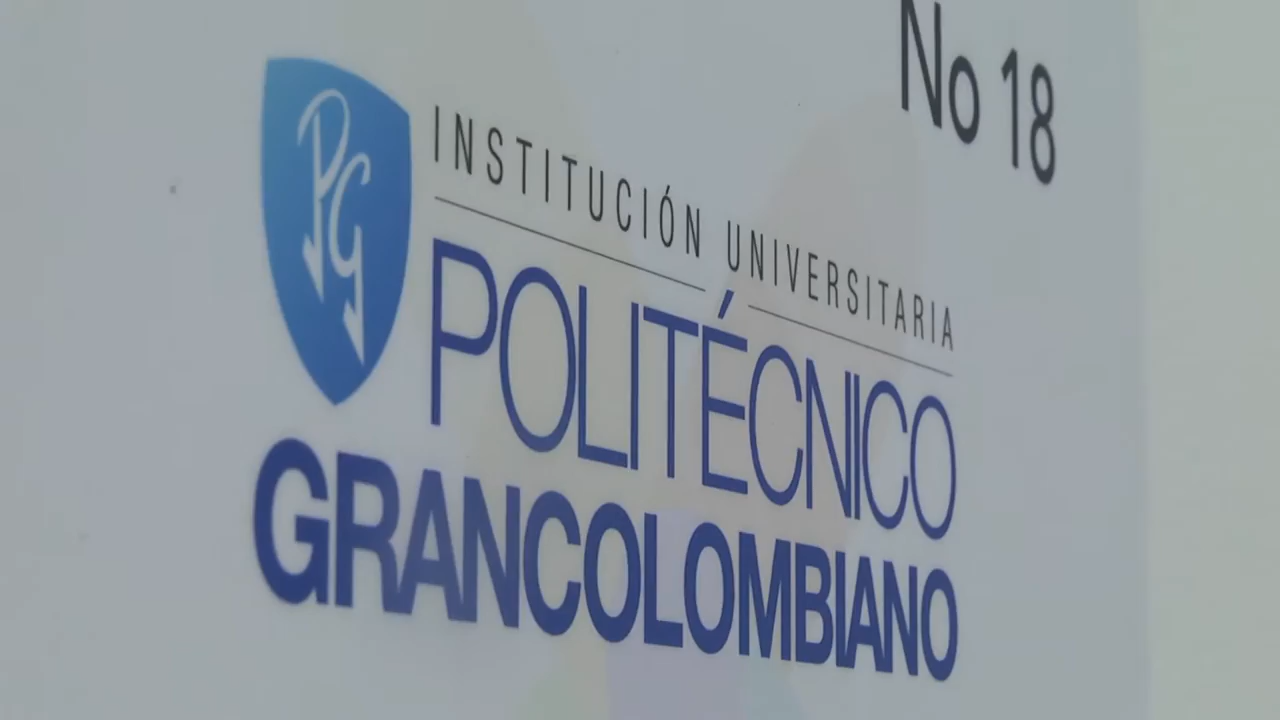 No 18
PG
INSTITUCIÓN UNIVERSITARIA
POLITÉCNICO
GRANCOLOMBIANO